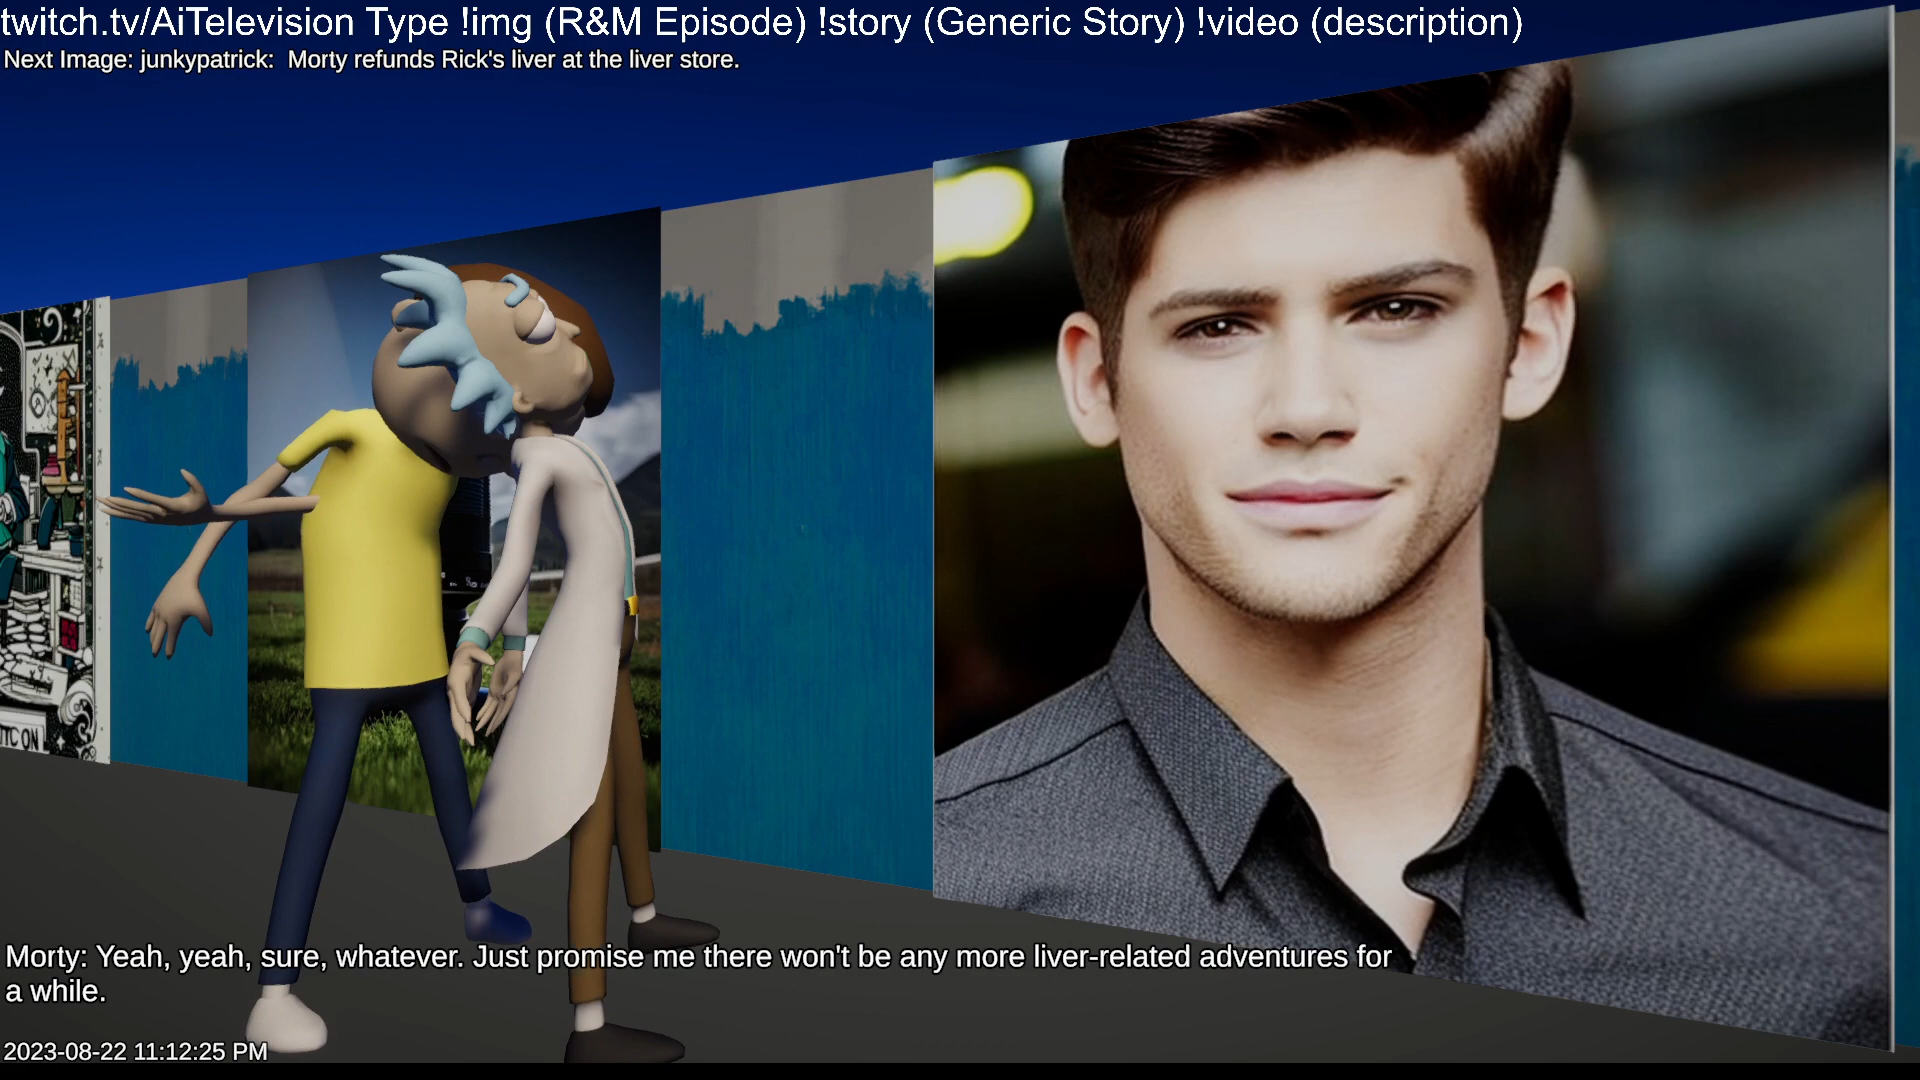 twitch.tv/AiTelevision Type !img (R&M Episode) !story (Generic Story) !video (description)
Next Image: junkypatrick:  Morty refunds Rick's liver at the liver store.
Morty: Yeah, yeah, sure, whatever. Just promise me there won't be any more liver-related adventures for
a while.
2023-08-22 11:12:25 PM